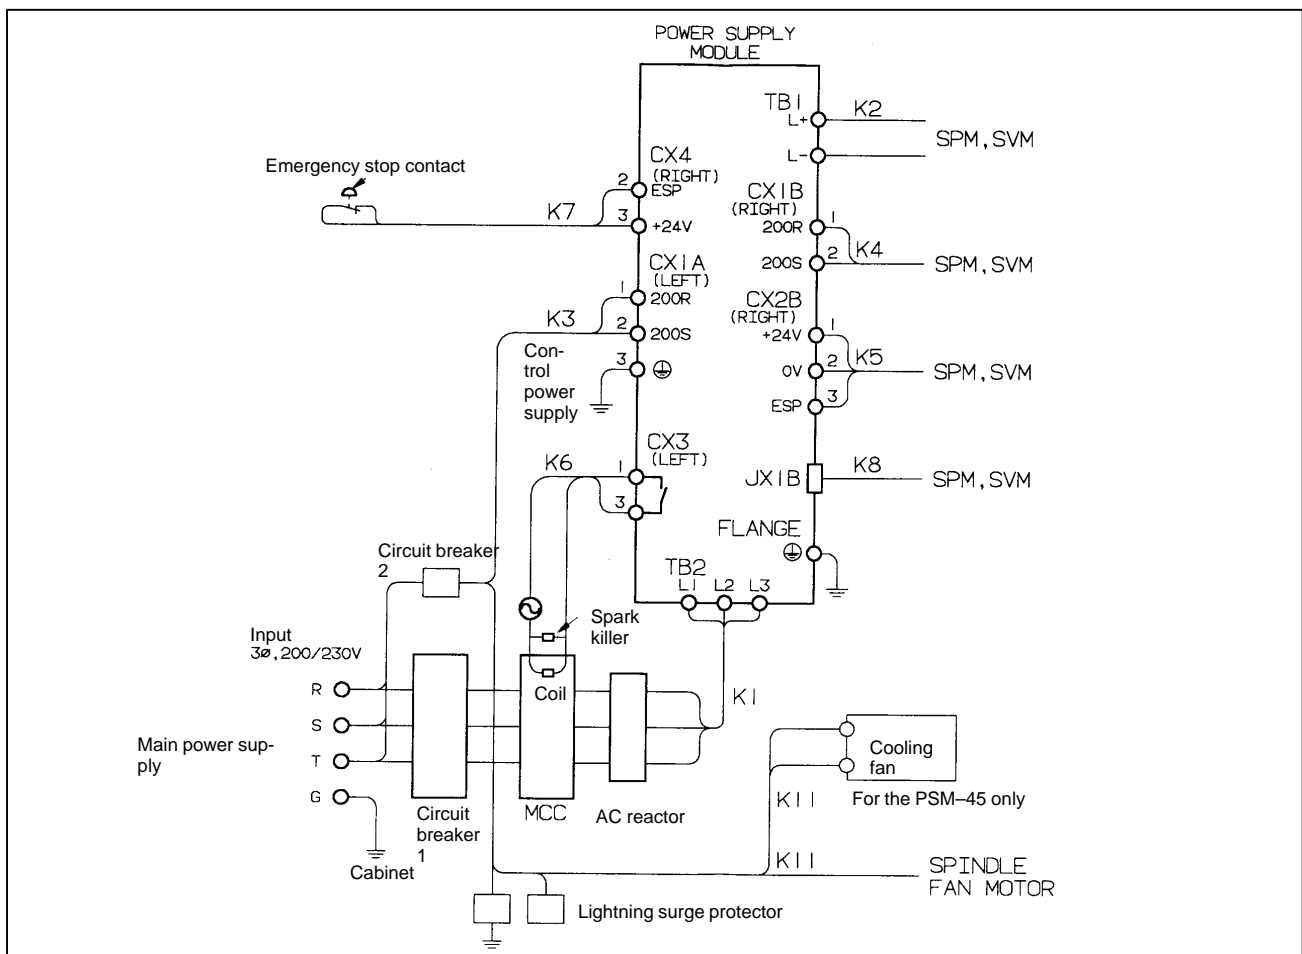 POWER SUPPLY
MODULE
TB1
L+
K2
SPM,SVM
L-
Emergency stop contact
CX4
(RIGHT)
2
ESP
K7
3
+24V
CX1B
(RIGHT)
200R
1
K4
200S
2
SPM,SVM
CX1A
(LEFT)
1
200R
K3
2
200S
Con-
trol
power
supply
3
CX2B
(RIGHT)
+24V
1
K5
0V
2
SPM,SVM
ESP
3
CX3
(LEFT)
K6
1
3
JX1B
K8
SPM,SVM
FLANGE
Circuit breaker
2
TB2
L1
L2
L3
Spark
killer
Input
3ø,200/230V
R
S
T
G
Main power sup-
ply
Coil
K1
Cooling
fan
For the PSM–45 only
K11
Circuit
breaker
1
MCC
AC reactor
Cabinet
K11
SPINDLE
FAN MOTOR
Lightning surge protector